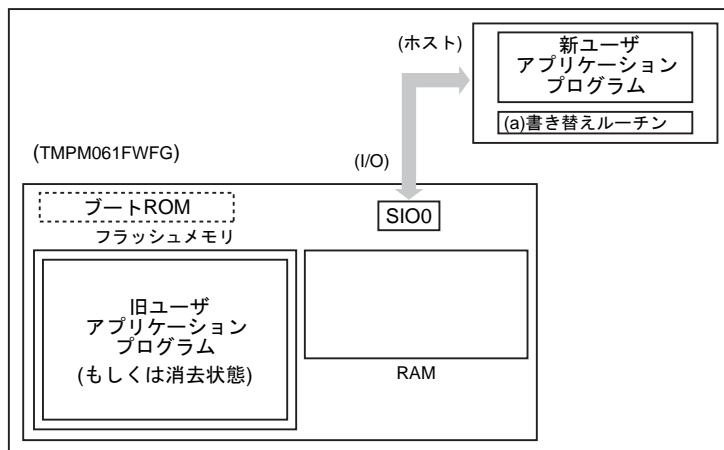 (ホスト)
新ユーザ
アプリケーション
プログラム
(a)書き替えルーチン
(TMPM061FWFG)
(I/O)
ブートROM
SIO0
フラッシュメモリ
旧ユーザ
アプリケーション
プログラム
(もしくは消去状態)
RAM